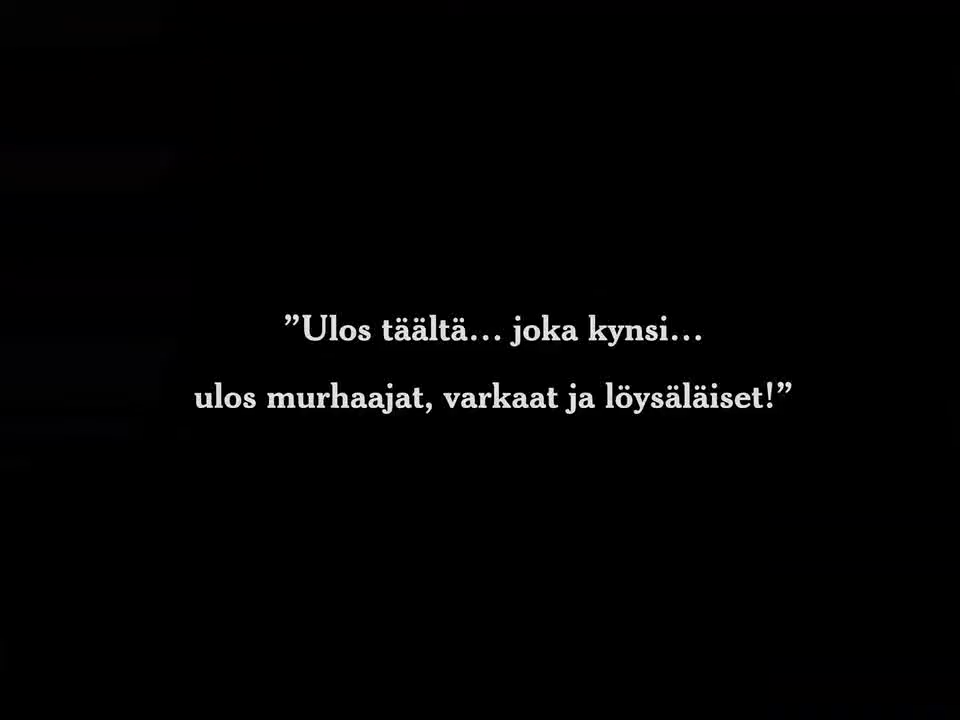 ”Ulos täältä... joka kynsi...
ulos murhaajat, varkaat ja löysäläiset!”